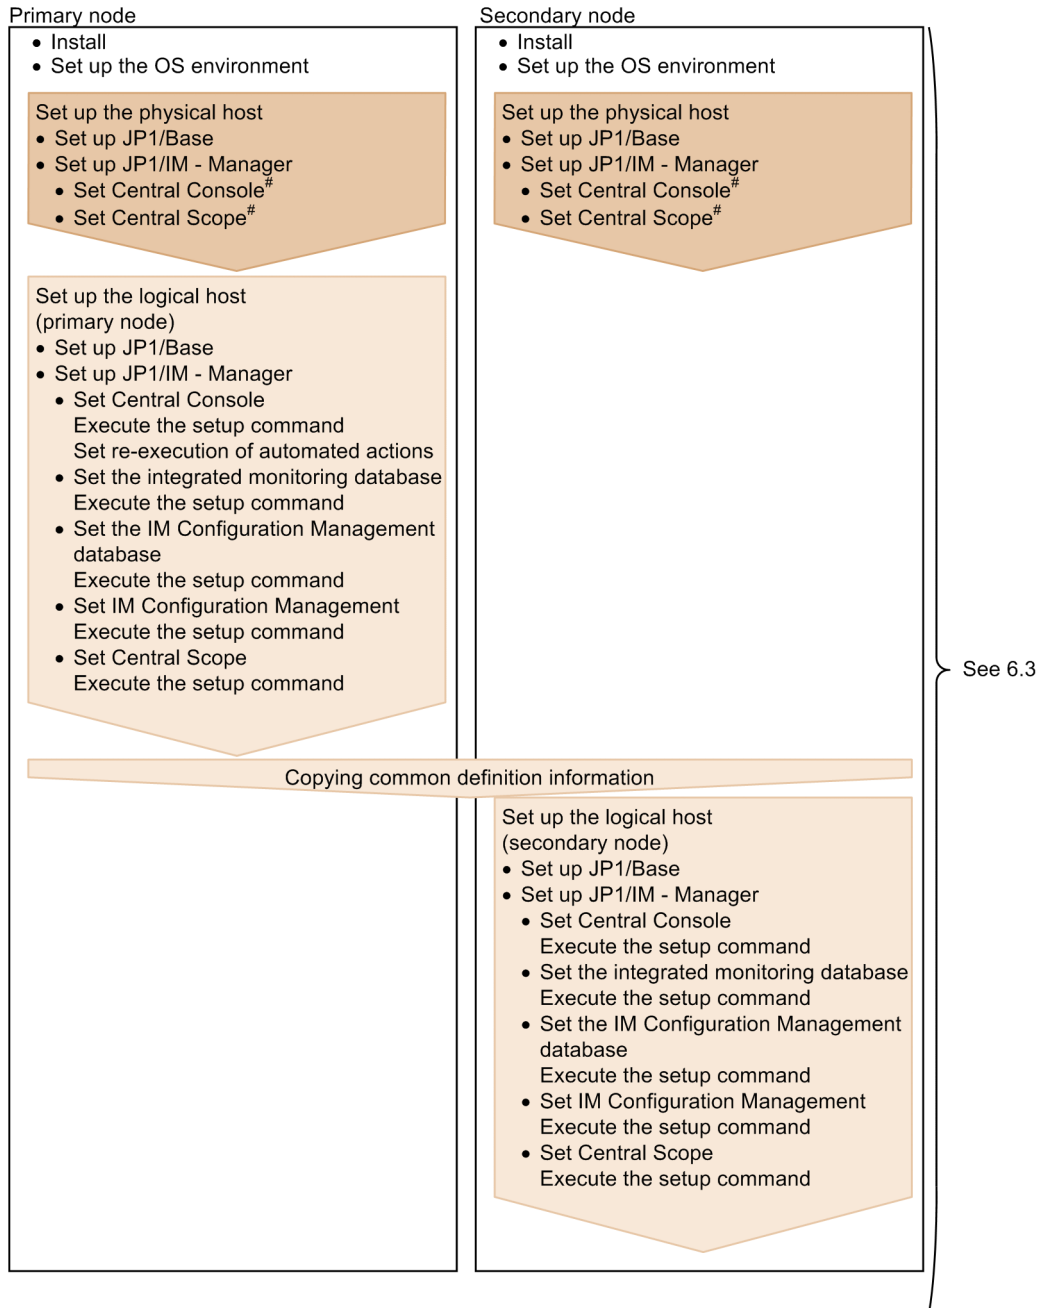 Primary node
• Install
• Set up the OS environment
Set up the physical host
• Set up JP1/Base
• Set up JP1/IM - Manager
• Set Central Console#
• Set Central Scope#
Set up the logical host
(primary node)
• Set up JP1/Base
• Set up JP1/IM - Manager
• Set Central Console
Execute the setup command
Set re-execution of automated actions
• Set the integrated monitoring database
Execute the setup command
• Set the IM Configuration Management
database
Execute the setup command
• Set IM Configuration Management
Execute the setup command
• Set Central Scope
Execute the setup command
Secondary node
• Install
• Set up the OS environment
Set up the physical host
• Set up JP1/Base
• Set up JP1/IM - Manager
• Set Central Console#
• Set Central Scope#
Copying common definition information
Set up the logical host
(secondary node)
• Set up JP1/Base
• Set up JP1/IM - Manager
• Set Central Console
Execute the setup command
• Set the integrated monitoring database
Execute the setup command
• Set the IM Configuration Management
database
Execute the setup command
• Set IM Configuration Management
Execute the setup command
• Set Central Scope
Execute the setup command
See 6.3